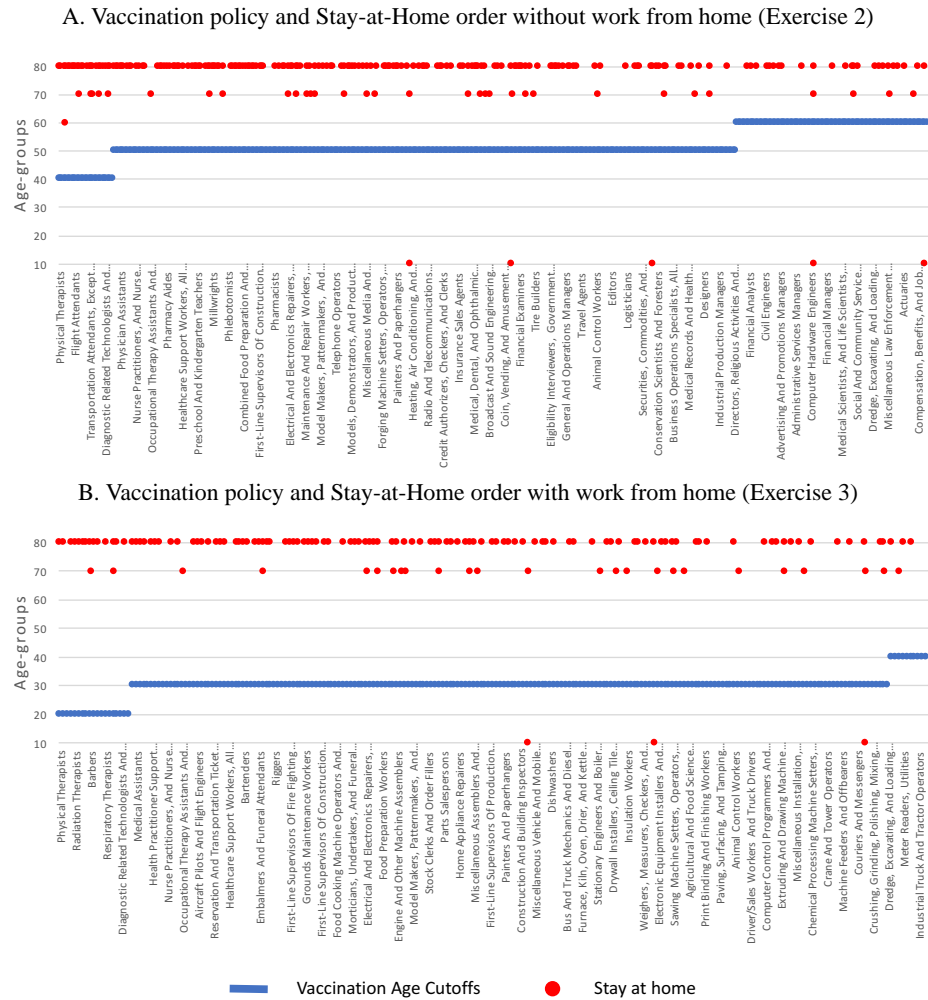 A. Vaccination policy and Stay-at-Home order without work from home (Exercise 2)
80
70
60
50
40
30
20
10
Age-groups
Physical Therapists
Flight Attendants
Transportation Attendants, Except...
Diagnostic Related Technologists And...
Physician Assistants
Nurse Practitioners, And Nurse...
Occupational Therapy Assistants And...
Pharmacy Aides
Healthcare Support Workers, All...
Preschool And Kindergarten Teachers
Millwrights
Phlebotomists
Combined Food Preparation And...
First-Line Supervisors Of Construction...
Pharmacists
Electrical And Electronics Repairers,...
Maintenance And Repair Workers...
Model Makers, Patternmakers, And...
Telephone Operators
Models, Demonstrators, And Product...
Miscellaneous Media And...
Forging Machine Setters, Operators,...
Painters And Paperhangers
Heating, Air Conditioning, And...
Radio And Telecommunications...
Credit Authorizers, Checkers, And Clerks
Insurance Sales Agents
Medical, Dental, And Ophthalmic...
Broadcast And Sound Engineering...
Coin, Vending, And Amusement...
Financial Examiners
Tire Builders
Eligibility Interviewers, Government...
General And Operations Managers
Travel Agents
Animal Control Workers
Editors
Logisticians
Securities, Commodities, And...
Conservation Scientists And Foresters
Business Operations Specialists, All...
Medical Records And Health...
Designers
Industrial Production Managers
Directors, Religious Activities And...
Financial Analysts
Civil Engineers
Advertising And Promotions Managers
Administrative Services Managers
Computer Hardware Engineers
Financial Managers
Medical Scientists, And Life Scientists,...
Social And Community Service...
Dredge, Excavating, And Loading...
Miscellaneous Law Enforcement...
Actuaries
Compensation, Benefits, And Job...
B. Vaccination policy and Stay-at-Home order with work from home (Exercise 3)
80
70
60
50
40
30
20
10
Age-groups
Physical Therapists
Radiation Therapists
Barbers
Respiratory Therapists
Diagnostic Related Technologists And...
Medical Assistants
Health Practitioner Support...
Nurse Practitioners, And Nurse...
Occupational Therapy Assistants And...
Aircraft Pilots And Flight Engineers
Reservation And Transportation Ticket...
Healthcare Support Workers, All...
Bartenders
Embalmers And Funeral Attendants
Riggers
First-Line Supervisors Of Fire Fighting...
Grounds Maintenance Workers
First-Line Supervisors Of Construction...
Food Cooking Machine Operators And...
Morticians, Undertakers, And Funeral...
Electrical And Electronics Repairers,...
Food Preparation Workers
Engine And Other Machine Assemblers
Model Makers, Patternmakers, And...
Stock Clerks And Order Fillers
Parts Salespersons
Home Appliance Repairers
Miscellaneous Assemblers And...
First-Line Supervisors Of Production...
Painters And Paperhangers
Construction And Building Inspectors
Miscellaneous Vehicle And Mobile...
Dishwashers
Bus And Truck Mechanics And Diesel...
Furnace, Kiln, Oven, Drier, And Kettle...
Stationary Engineers And Boiler...
Drywall Installers, Ceiling Tile...
Insulation Workers
Weighers, Measurers, Checkers, And...
Electronic Equipment Installers And...
Sawing Machine Setters, Operators,...
Agricultural And Food Science...
Print Binding And Finishing Workers
Paving, Surfacing, And Tamping...
Animal Control Workers
Driver/Sales Workers And Truck Drivers
Computer Control Programmers And...
Extruding And Drawing Machine...
Miscellaneous Installation,...
Chemical Processing Machine Setters,...
Crane And Tower Operators
Machine Feeders And Offbearers
Couriers And Messengers
Crushing, Grinding, Polishing, Mixing,...
Dredge, Excavating, And Loading...
Meter Readers, Utilities
Industrial Truck And Tractor Operators
Vaccination Age Cutoffs
Stay at home